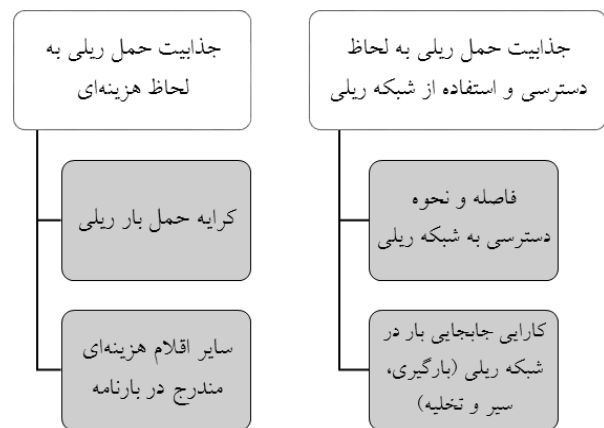 جذابیت حمل ریلی به لحاظ
دسترسی و استفاده از شبکه ریلی
فاصله و نحوه
دسترسی به شبکه ریلی
کارایی جابجایی بار در
شبکه ریلی (بارگیری،
سیر و تخلیه)
جذابیت حمل ریلی به
لحاظ هزینه‌ای
کرایه حمل بار ریلی
سایر اقلام هزینه‌ای
مندرج در بارنامه